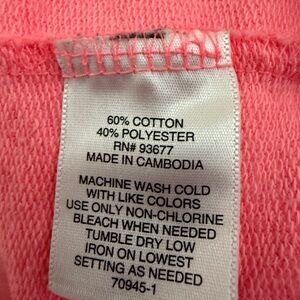 60% COTTON
40% POLYESTER
RN# 93677
MADE IN CAMBODIA
MACHINE WASH COLD
WITH LIKE COLORS
USE ONLY NON-CHLORINE
BLEACH WHEN NEEDED
TUMBLE DRY LOW
IRON ON LOWEST
SETTING AS NEEDED
70945-1